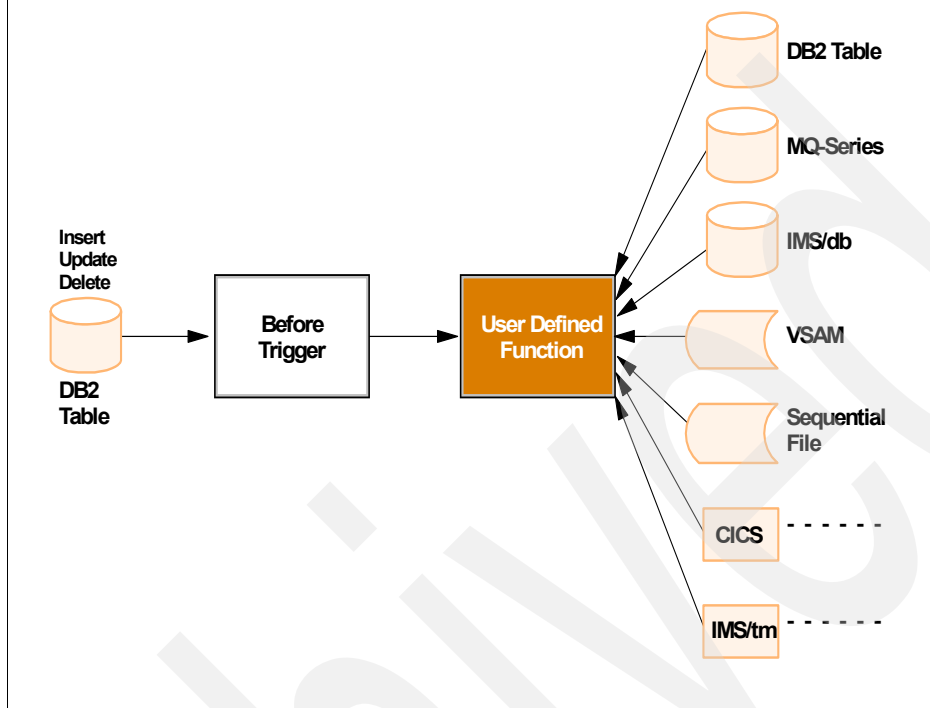 Insert
Update
Delete
DB2
Table
Before
Trigger
User Defined
Function
DB2 Table
MQ-Series
IMS/db
VSAM
Sequential
File
CICS
IMS/tm